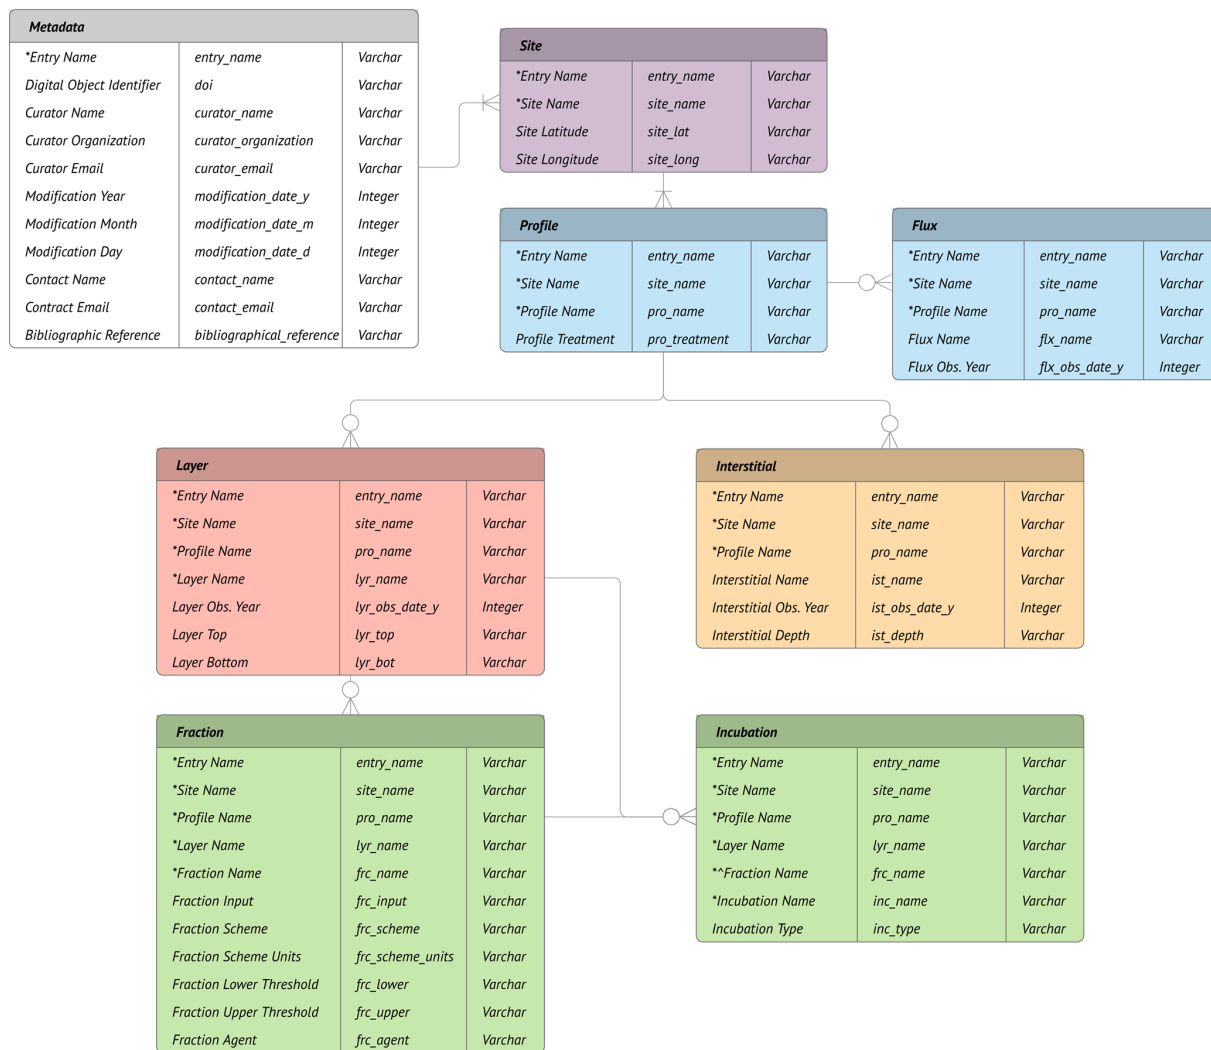 Metadata
*Entry Name entry_name Varchar
Digital Object Identifier doi Varchar
Curator Name curator_name Varchar
Curator Organization curator_organization Varchar
Curator Email curator_email Varchar
Modification Year modification_date_y Integer
Modification Month modification_date_m Integer
Modification Day modification_date_d Integer
Contact Name contact_name Varchar
Contract Email contact_email Varchar
Bibliographic Reference bibliographical_reference Varchar
Site
*Entry Name entry_name Varchar
*Site Name site_name Varchar
Site Latitude site_lat Varchar
Site Longitude site_long Varchar
Profile
*Entry Name entry_name Varchar
*Site Name site_name Varchar
*Profile Name pro_name Varchar
Profile Treatment pro_treatment Varchar
Flux
*Entry Name entry_name Varchar
*Site Name site_name Varchar
*Profile Name pro_name Varchar
Flux Name flx_name Varchar
Flux Obs. Year flx_obs_date_y Integer
Layer
*Entry Name entry_name Varchar
*Site Name site_name Varchar
*Profile Name pro_name Varchar
*Layer Name lyr_name Varchar
Layer Obs. Year lyr_obs_date_y Integer
Layer Top lyr_top Varchar
Layer Bottom lyr_bot Varchar
Interstitial
*Entry Name entry_name Varchar
*Site Name site_name Varchar
*Profile Name pro_name Varchar
Interstitial Name ist_name Varchar
Interstitial Obs. Year ist_obs_date_y Integer
Interstitial Depth ist_depth Varchar
Fraction
*Entry Name entry_name Varchar
*Site Name site_name Varchar
*Profile Name pro_name Varchar
*Layer Name lyr_name Varchar
*Fraction Name frc_name Varchar
Fraction Input frc_input Varchar
Fraction Scheme frc_scheme Varchar
Fraction Scheme Units frc_scheme_units Varchar
Fraction Lower Threshold frc_lower Varchar
Fraction Upper Threshold frc_upper Varchar
Fraction Agent frc_agent Varchar
Incubation
*Entry Name entry_name Varchar
*Site Name site_name Varchar
*Profile Name pro_name Varchar
*Layer Name lyr_name Varchar
*^Fraction Name frc_name Varchar
*Incubation Name inc_name Varchar
Incubation Type inc_type Varchar